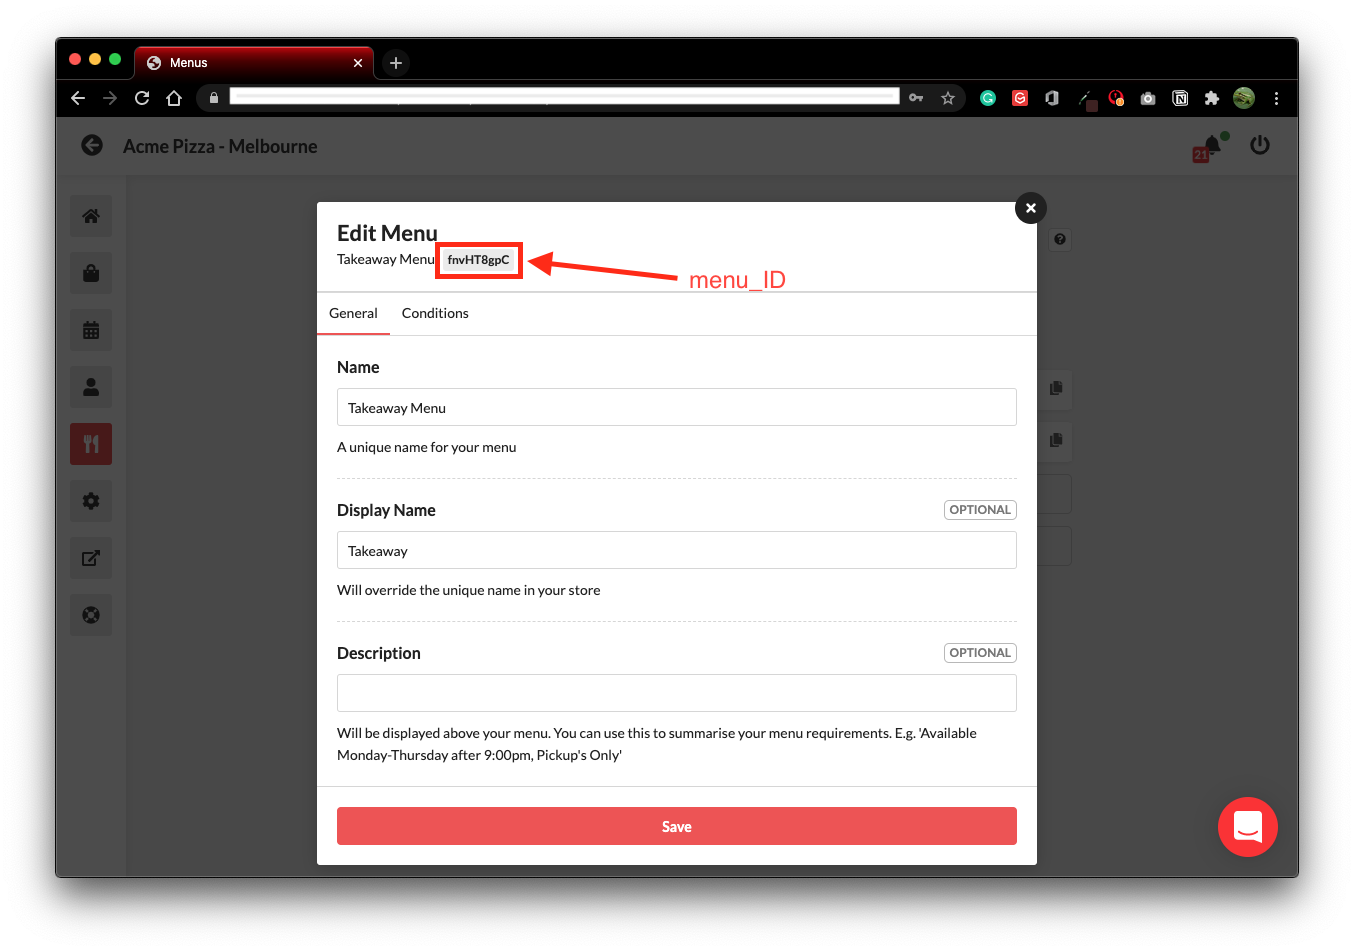 Menus
Acme Pizza - Melbourne
21
Edit Menu
Takeaway Menu fnvHT8gpC
menu_ID
General Conditions
Name
Takeaway Menu
A unique name for your menu
Display Name OPTIONAL
Takeaway
Will override the unique name in your store
Description OPTIONAL
Will be displayed above your menu. You can use this to summarise your menu requirements. E.g. 'Available
Monday-Thursday after 9:00pm, Pickup's Only'
Save